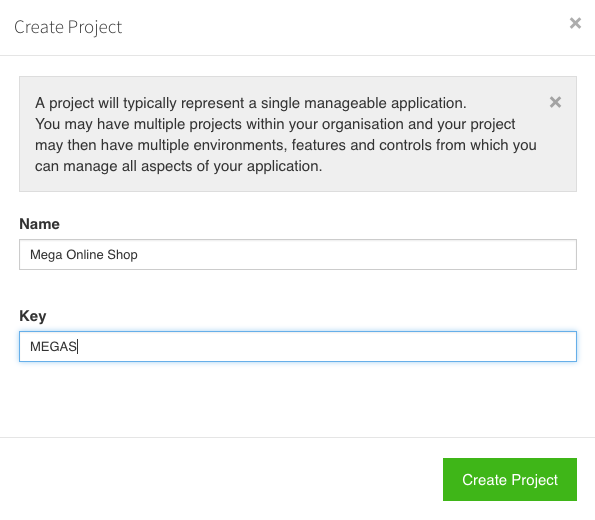 Create Project
A project will typically represent a single manageable application.
You may have multiple projects within your organisation and your project
may then have multiple environments, features and controls from which you
can manage all aspects of your application.
Name
Mega Online Shop
Key
MEGAS
Create Project